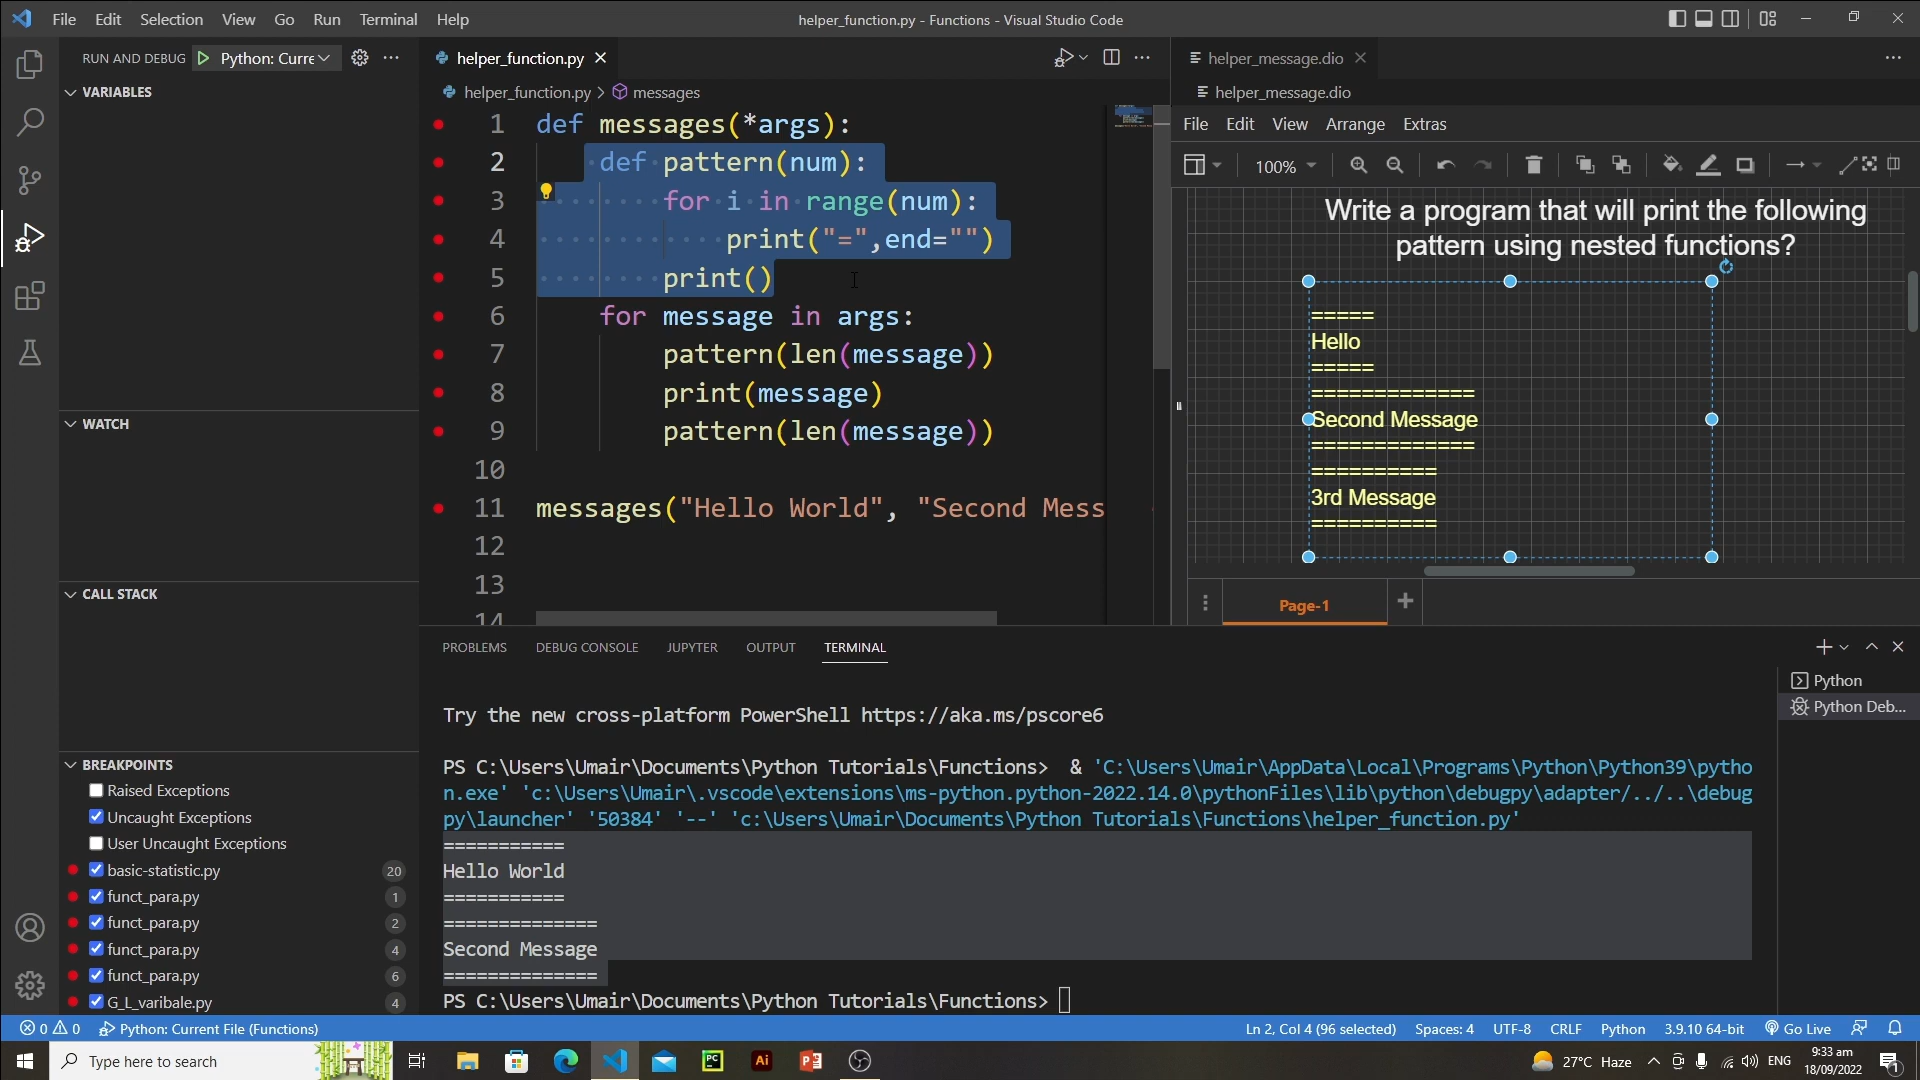 File Edit Selection View Go Run Terminal Help
helper_function.py - Functions - Visual Studio Code
RUN AND DEBUG Python: Curre
VARIABLES
WATCH
CALL STACK
BREAKPOINTS
Raised Exceptions
Uncaught Exceptions
User Uncaught Exceptions
basic-statistic.py 20
funct_para.py 1
funct_para.py 2
funct_para.py 4
funct_para.py 6
G_L_varibale.py 4
helper_function.py
helper_function.py > messages
1 def messages(*args):
2 def pattern(num):
3 for i in range(num):
4 print("=",end="")
5 print()
6 for message in args:
7 pattern(len(message))
8 print(message)
9 pattern(len(message))
10
11 messages("Hello World", "Second Mess
12
13
14
helper_message.dio
helper_message.dio
File Edit View Arrange Extras
100%
Write a program that will print the following
pattern using nested functions?
=====
Hello
=====
=============
Second Message
=============
==========
3rd Message
==========
Page-1
PROBLEMS DEBUG CONSOLE JUPYTER OUTPUT TERMINAL
Python
Python Deb...
Try the new cross-platform PowerShell https://aka.ms/pscore6
PS C:\Users\Umair\Documents\Python Tutorials\Functions> & 'C:\Users\Umair\AppData\Local\Programs\Python\Python39\pytho
n.exe' 'c:\Users\Umair\.vscode\extensions\ms-python.python-2022.14.0\pythonFiles\lib\python\debugpy\adapter/../..\debug
py\launcher' '50384' '--' 'c:\Users\Umair\Documents\Python Tutorials\Functions\helper_function.py'
===========
Hello World
===========
==============
Second Message
==============
PS C:\Users\Umair\Documents\Python Tutorials\Functions>
0 0 Python: Current File (Functions)
Ln 2, Col 4 (96 selected) Spaces: 4 UTF-8 CRLF Python 3.9.10 64-bit Go Live
Type here to search
PC
Ai
27°C Haze
ENG
9:33 am
18/09/2022
1